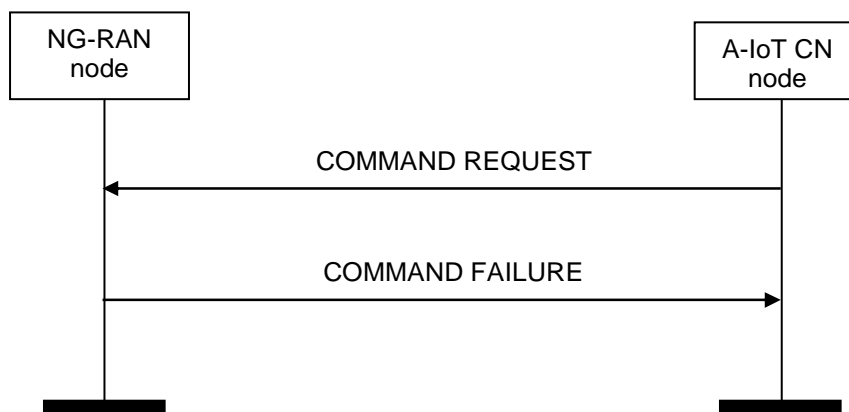 NG-RAN
node
A-IoT CN
node
COMMAND REQUEST
COMMAND FAILURE